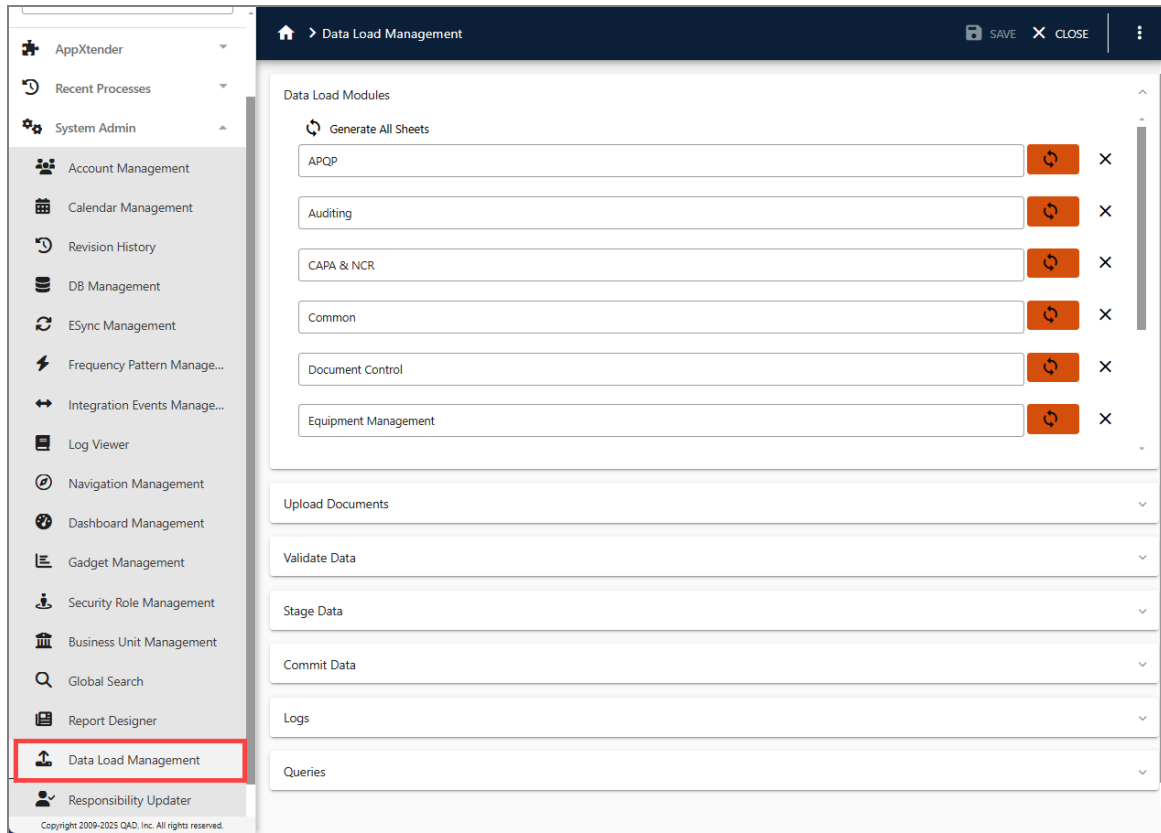 AppXtender
Recent Processes
System Admin
Account Management
Calendar Management
Revision History
DB Management
ESync Management
Frequency Pattern Manage...
Integration Events Manage...
Log Viewer
Navigation Management
Dashboard Management
Gadget Management
Security Role Management
Business Unit Management
Global Search
Report Designer
Data Load Management
Responsibility Updater
Copyright 2009-2025 QAD, Inc. All rights reserved.
Data Load Management
SAVE
CLOSE
Data Load Modules
Generate All Sheets
APQP
Auditing
CAPA & NCR
Common
Document Control
Equipment Management
Upload Documents
Validate Data
Stage Data
Commit Data
Logs
Queries